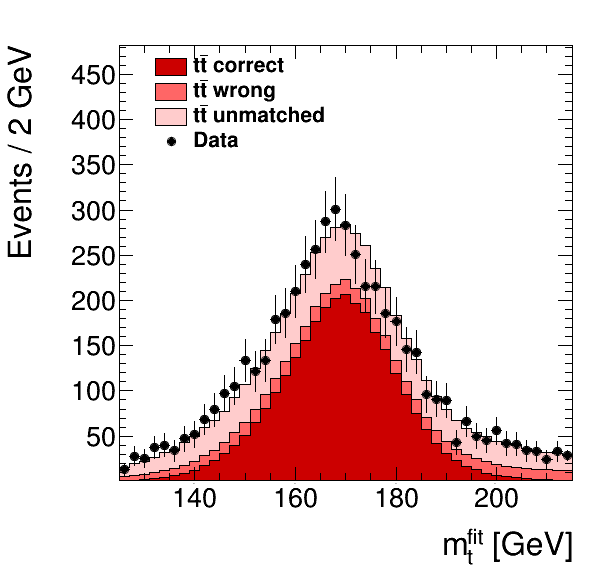 Events / 2 GeV
450
400
350
300
250
200
150
100
50
tt̄ correct
tt̄ wrong
tt̄ unmatched
Data
140 160 180 200
m_t^fit [GeV]